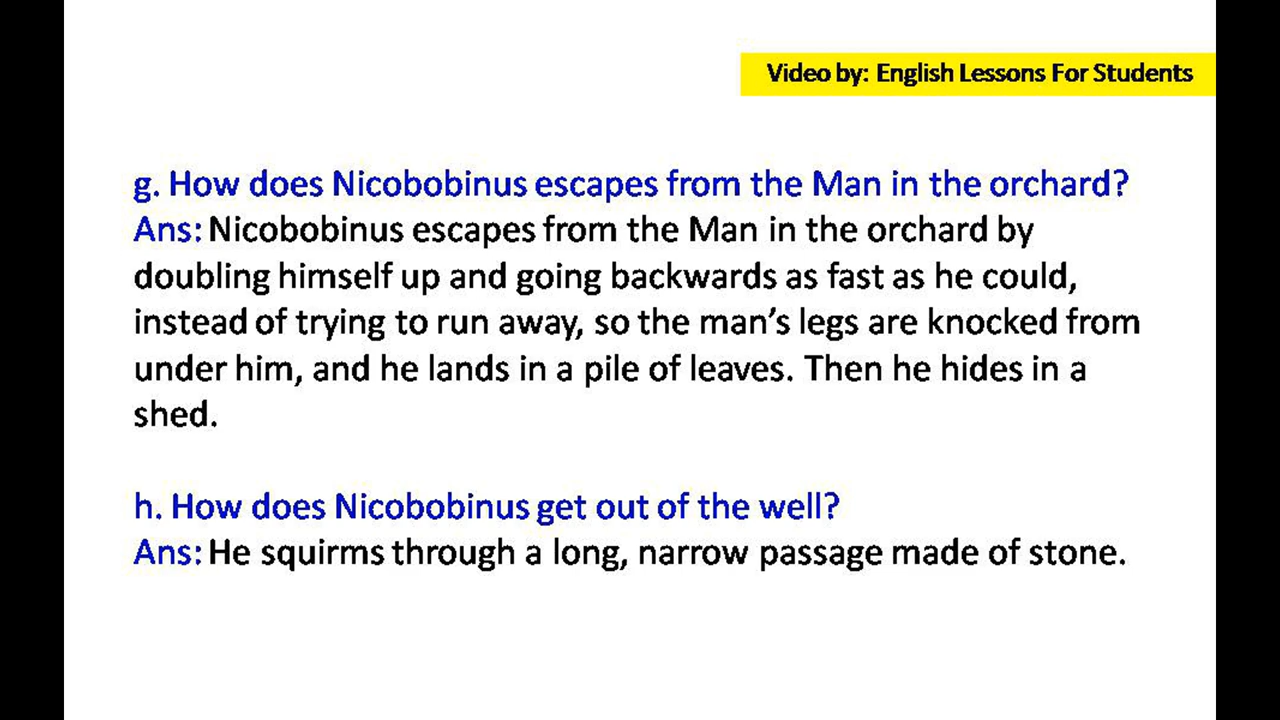 Video by: English Lessons For Students
g. How does Nicobobinus escapes from the Man in the orchard?
Ans: Nicobobinus escapes from the Man in the orchard by
doubling himself up and going backwards as fast as he could,
instead of trying to run away, so the man’s legs are knocked from
under him, and he lands in a pile of leaves. Then he hides in a
shed.
h. How does Nicobobinus get out of the well?
Ans: He squirms through a long, narrow passage made of stone.